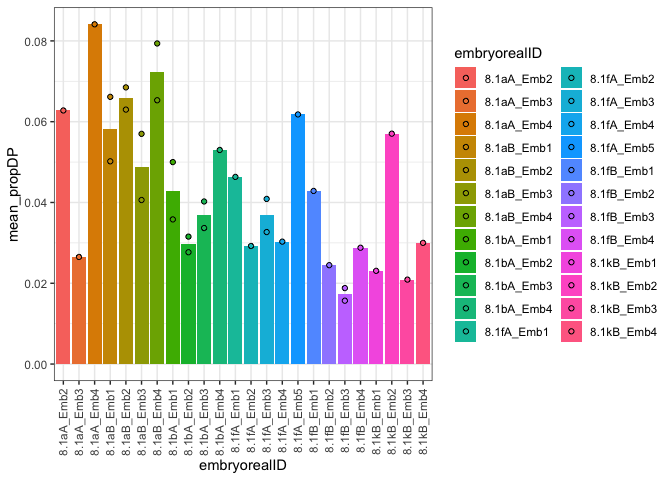 mean_propDP
0.08
0.06
0.04
0.02
0.00
8.1aA_Emb2
8.1aA_Emb3
8.1aA_Emb4
8.1aB_Emb1
8.1aB_Emb2
8.1aB_Emb3
8.1aB_Emb4
8.1bA_Emb1
8.1bA_Emb2
8.1bA_Emb3
8.1bA_Emb4
8.1fA_Emb1
8.1fA_Emb2
8.1fA_Emb3
8.1fA_Emb4
8.1fA_Emb5
8.1fB_Emb1
8.1fB_Emb2
8.1fB_Emb3
8.1fB_Emb4
8.1kB_Emb1
8.1kB_Emb2
8.1kB_Emb3
8.1kB_Emb4
embryorealID
embryorealID
8.1aA_Emb2
8.1aA_Emb3
8.1aA_Emb4
8.1aB_Emb1
8.1aB_Emb2
8.1aB_Emb3
8.1aB_Emb4
8.1bA_Emb1
8.1bA_Emb2
8.1bA_Emb3
8.1bA_Emb4
8.1fA_Emb1
8.1fA_Emb2
8.1fA_Emb3
8.1fA_Emb4
8.1fA_Emb5
8.1fB_Emb1
8.1fB_Emb2
8.1fB_Emb3
8.1fB_Emb4
8.1kB_Emb1
8.1kB_Emb2
8.1kB_Emb3
8.1kB_Emb4